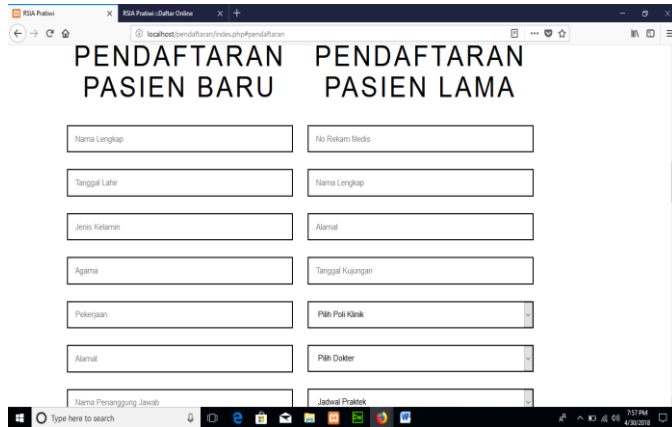 RSIA Pratiwi
RSIA Pratiwi ::Daftar Online
localhost/pendaftaran/index.php#pendaftaran
PENDAFTARAN
PASIEN BARU
Nama Lengkap
Tanggal Lahir
Jenis Kelamin
Agama
Pekerjaan
Alamat
Nama Penanggung Jawab
PENDAFTARAN
PASIEN LAMA
No Rekam Medis
Nama Lengkap
Alamat
Tanggal Kujungan
Pilih Poli Klinik
Pilih Dokter
Jadwal Praktek
Type here to search
7:57 PM
4/30/2018